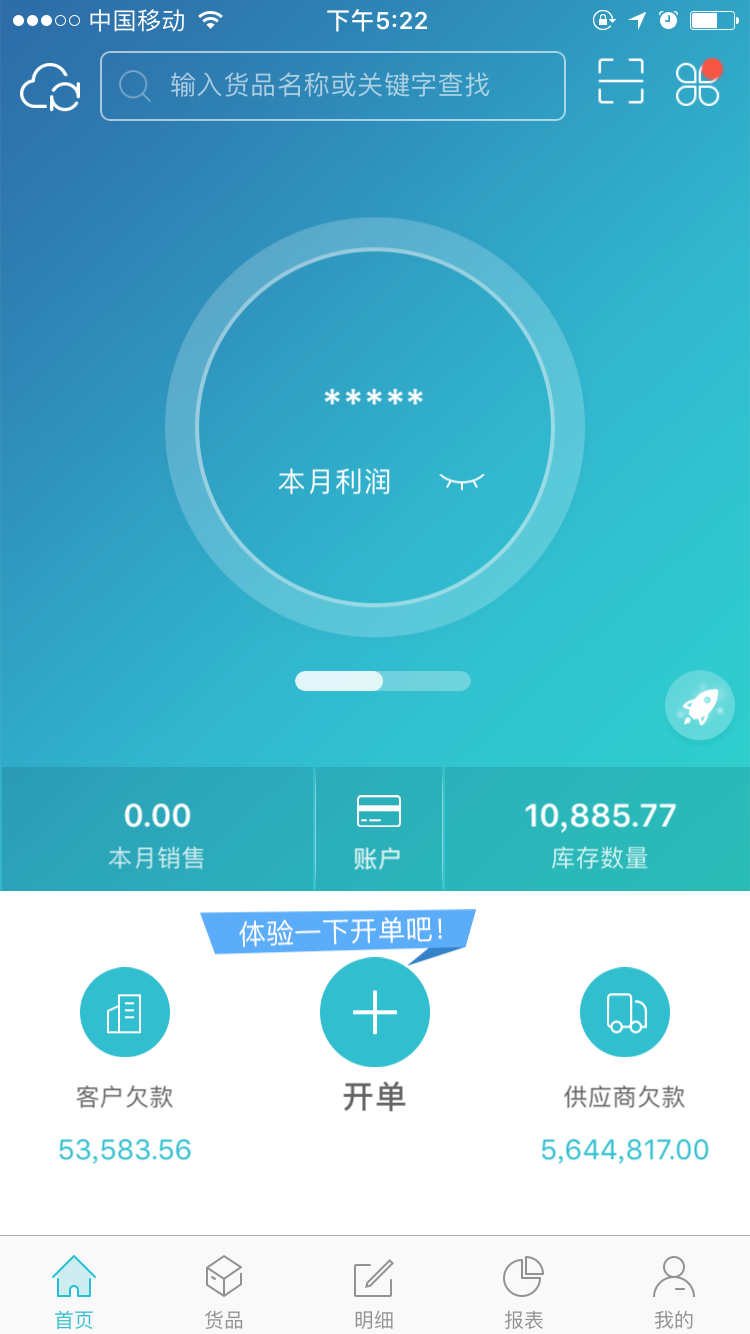 中国移动 下午5:22
输入货品名称或关键字查找
*****
本月利润
0.00
本月销售
账户
10,885.77
库存数量
体验一下开单吧！
客户欠款
53,583.56
开单
供应商欠款
5,644,817.00
首页 货品 明细 报表 我的